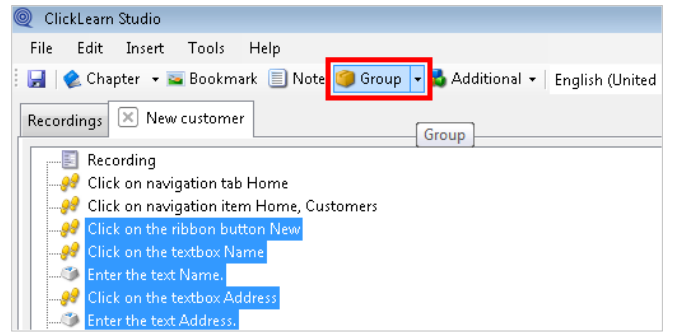 ClickLearn Studio
File Edit Insert Tools Help
Chapter Bookmark Note Group Additional English (United
Recordings New customer
Group
Recording
Click on navigation tab Home
Click on navigation item Home, Customers
Click on the ribbon button New
Click on the textbox Name
Enter the text Name.
Click on the textbox Address
Enter the text Address.